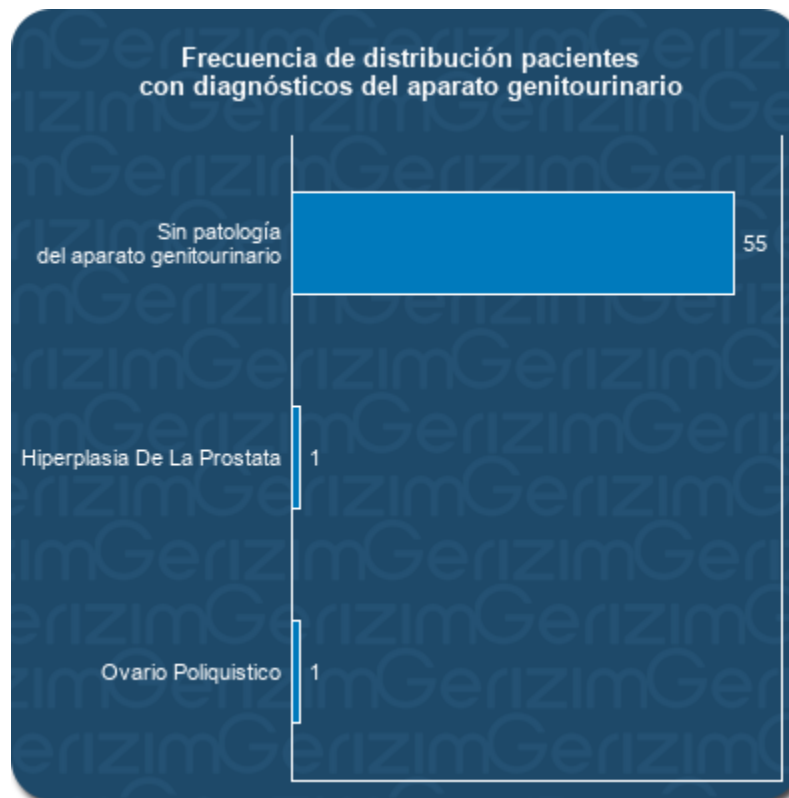 Frecuencia de distribución pacientes
con diagnósticos del aparato genitourinario
Sin patología
del aparato genitourinario
55
Hiperplasia De La Prostata
1
Ovario Poliquistico
1